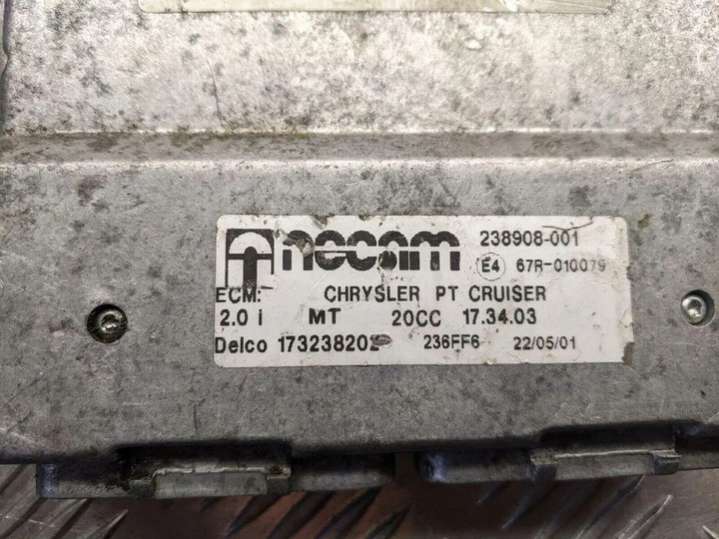 necam 238908-001
E4 67R-010079
ECM: CHRYSLER PT CRUISER
2.0 i MT 20CC 17.34.03
Delco 236FF6 22/05/01